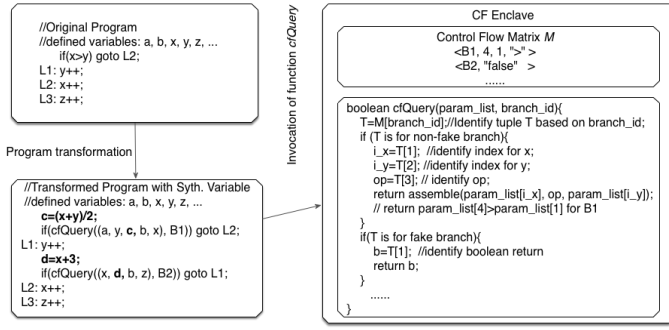 //Original Program
//defined variables: a, b, x, y, z, ...
if(x>y) goto L2;
L1: y++;
L2: x++;
L3: z++;
Program transformation
//Transformed Program with Syth. Variable
//defined variables: a, b, x, y, z, ...
c=(x+y)/2;
if(cfQuery((a, y, c, b, x), B1)) goto L2;
L1: y++;
d=x+3;
if(cfQuery((x, d, b, z), B2)) goto L1;
L2: x++;
L3: z++;
Invocation of function cfQuery
CF Enclave
Control Flow Matrix M
<B1, 4, 1, ">" >
<B2, "false" >
......
boolean cfQuery(param_list, branch_id){
T=M[branch_id];//Identify tuple T based on branch_id;
if (T is for non-fake branch){
i_x=T[1]; //identify index for x;
i_y=T[2]; //identify index for y;
op=T[3]; // identify op;
return assemble(param_list[i_x], op, param_list[i_y]);
// return param_list[4]>param_list[1] for B1
}
if(T is for fake branch){
b=T[1]; //identify boolean return
return b;
}
......
}